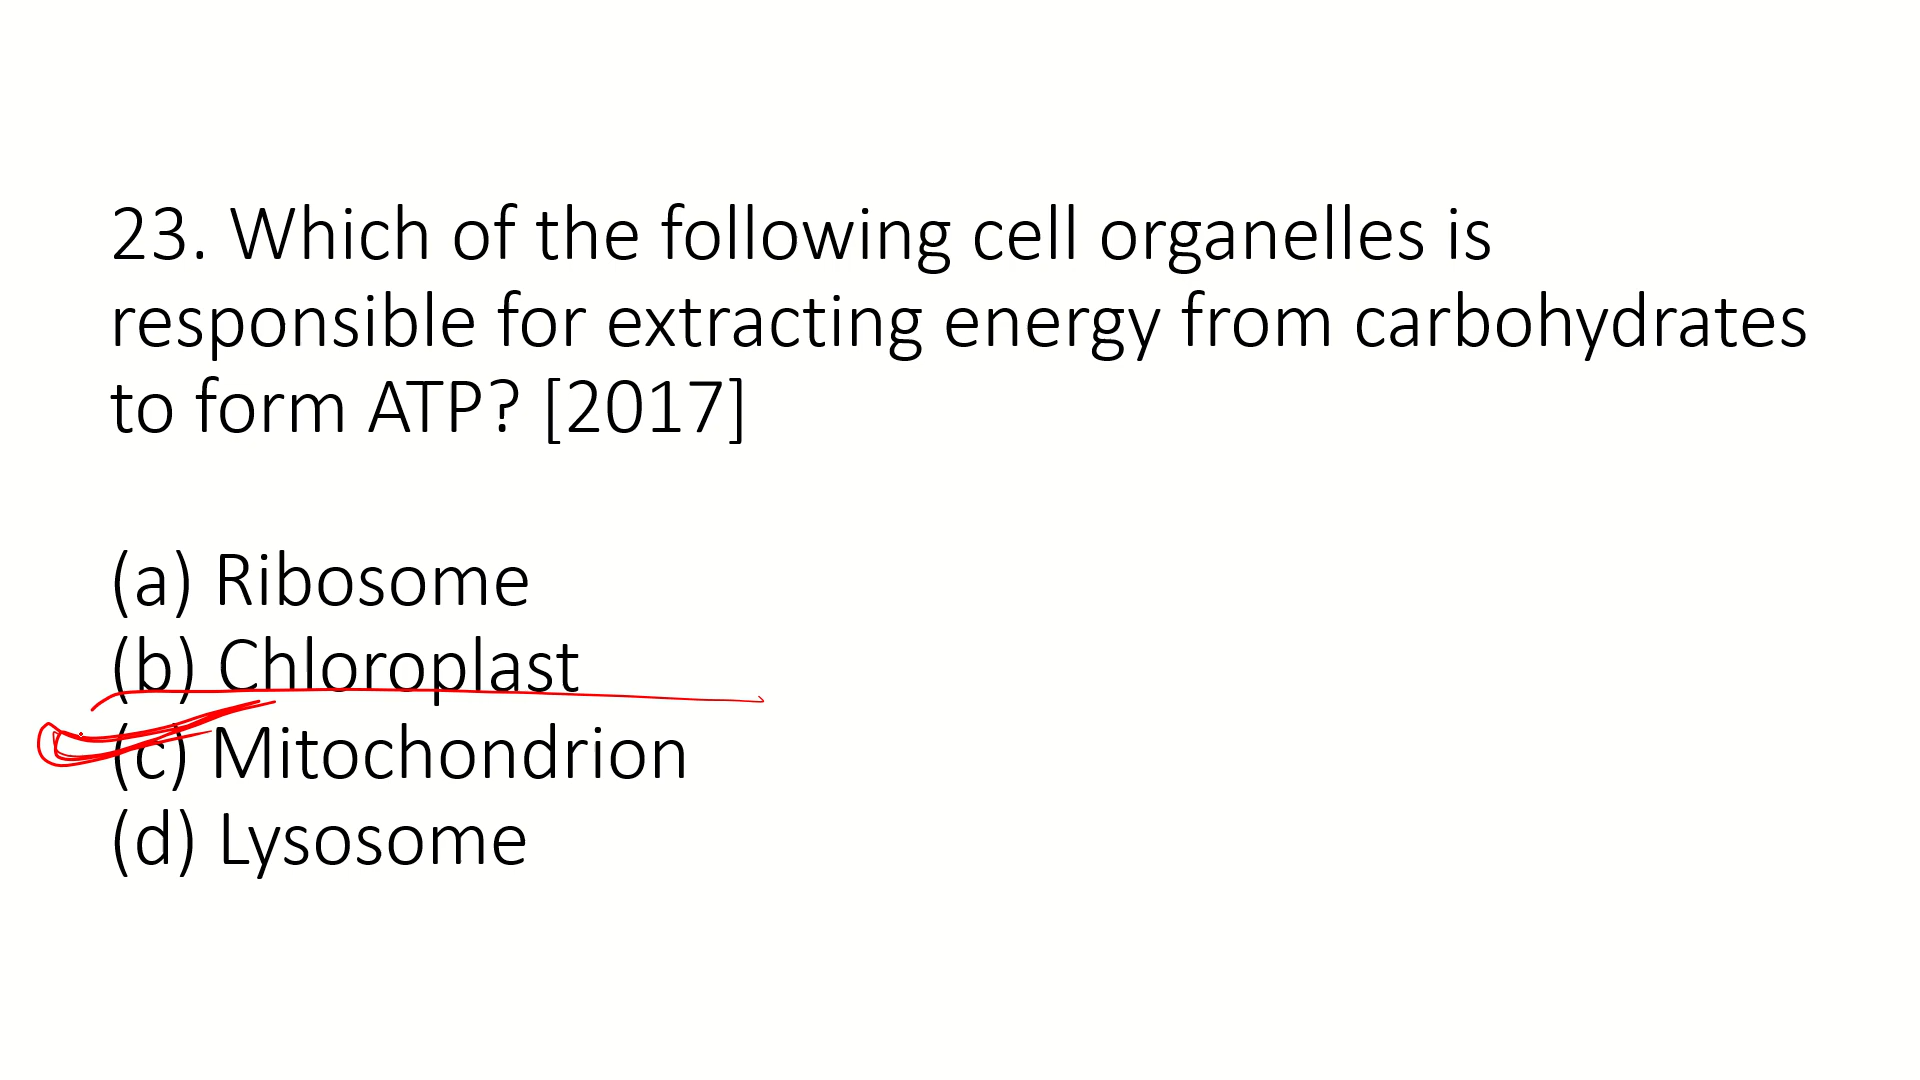 23. Which of the following cell organelles is
responsible for extracting energy from carbohydrates
to form ATP? [2017]
(a) Ribosome
(b) Chloroplast
(c) Mitochondrion
(d) Lysosome